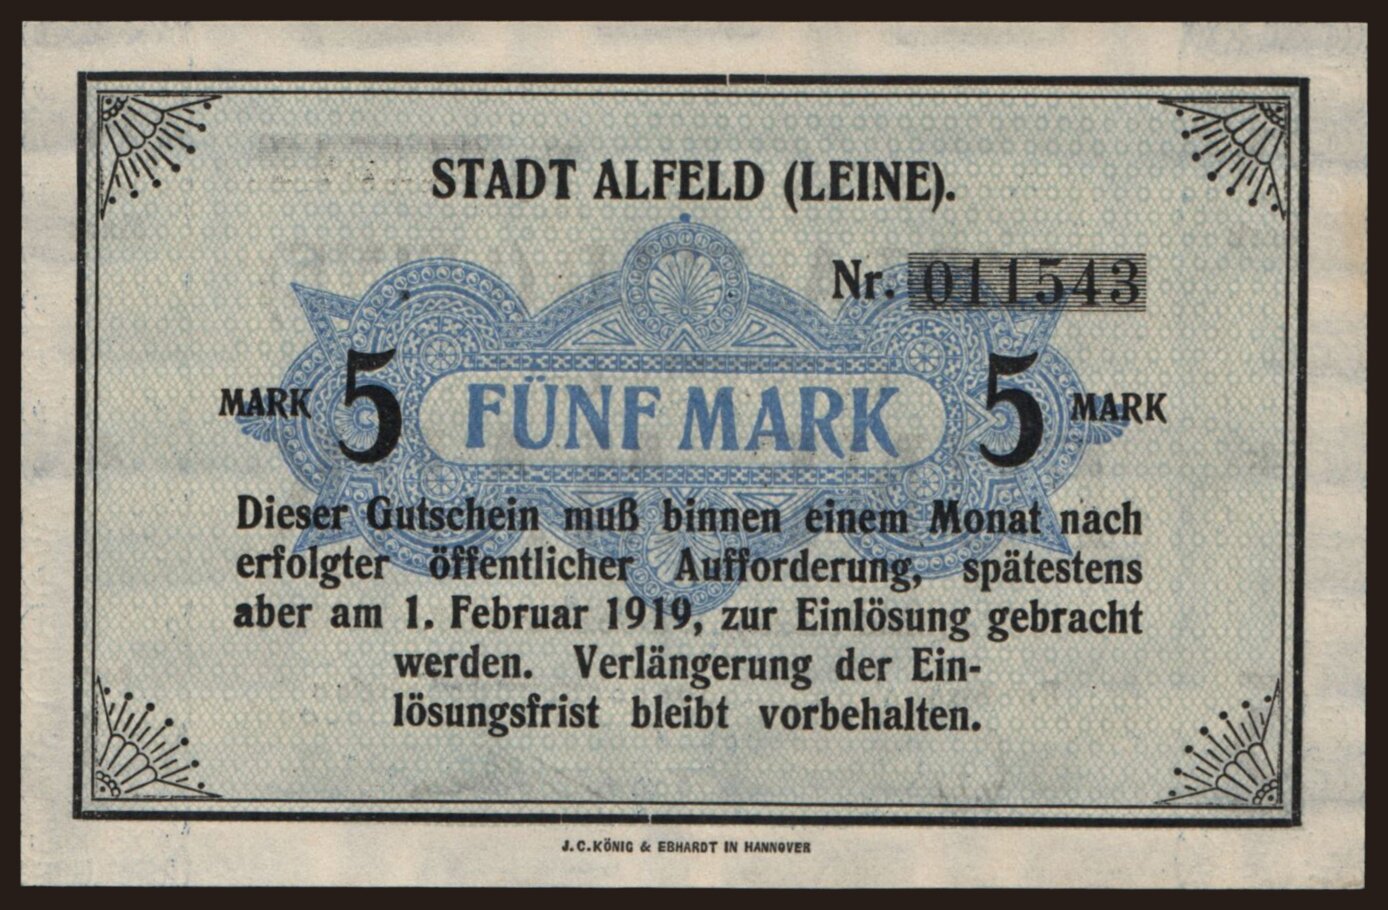 STADT ALFELD (LEINE).
Nr. 011543
MARK 5 FÜNF MARK 5 MARK
Dieser Gutschein muß binnen einem Monat nach
erfolgter öffentlicher Aufforderung, spätestens
aber am 1. Februar 1919, zur Einlösung gebracht
werden. Verlängerung der Ein-
lösungsfrist bleibt vorbehalten.
J.C.KÖNIG & EBHARDT IN HANNOVER